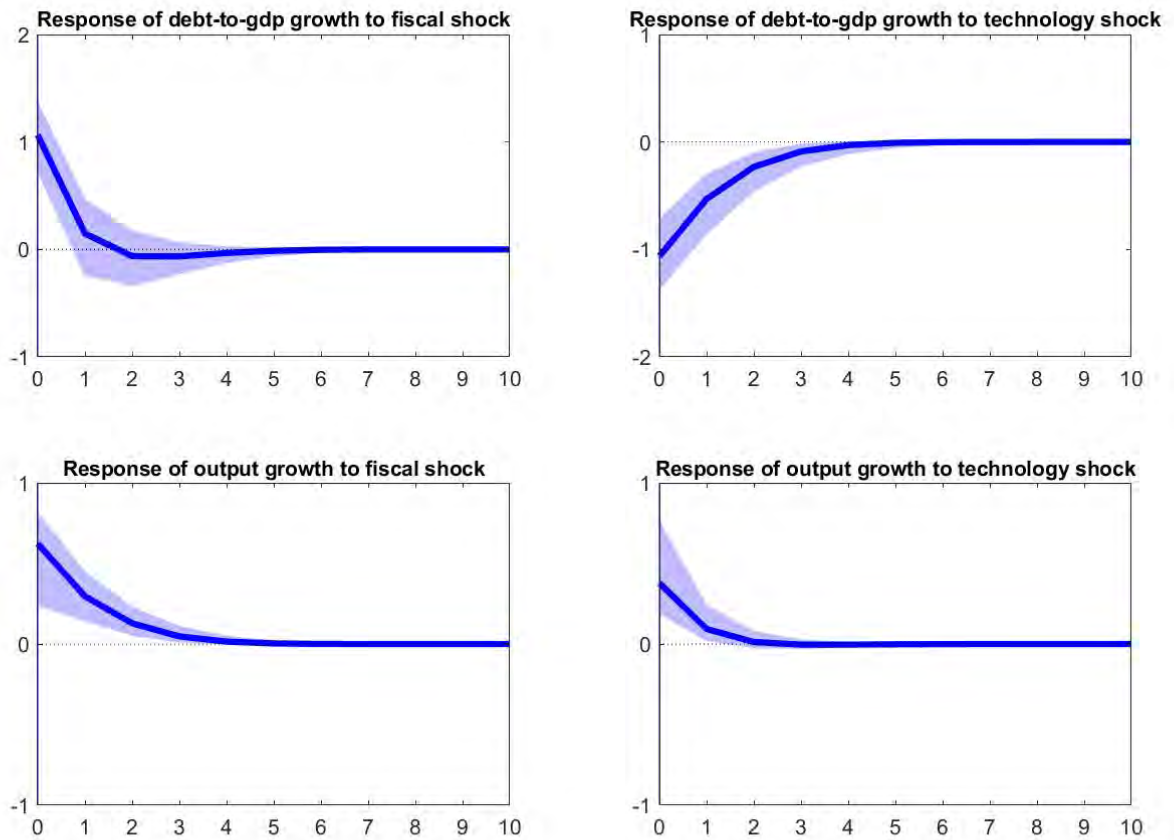 Response of debt-to-gdp growth to fiscal shock
2
1
0
-1
0 1 2 3 4 5 6 7 8 9 10
Response of debt-to-gdp growth to technology shock
1
0
-1
-2
0 1 2 3 4 5 6 7 8 9 10
Response of output growth to fiscal shock
1
0
-1
0 1 2 3 4 5 6 7 8 9 10
Response of output growth to technology shock
1
0
-1
0 1 2 3 4 5 6 7 8 9 10